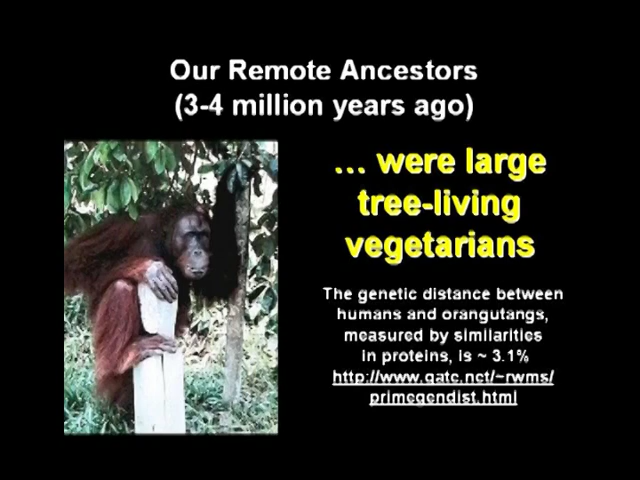 Our Remote Ancestors
(3-4 million years ago)
... were large
tree-living
vegetarians
The genetic distance between
humans and orangutangs,
measured by similarities
in proteins, is ~ 3.1%
http://www.gate.net/~rwms/
primegendist.html